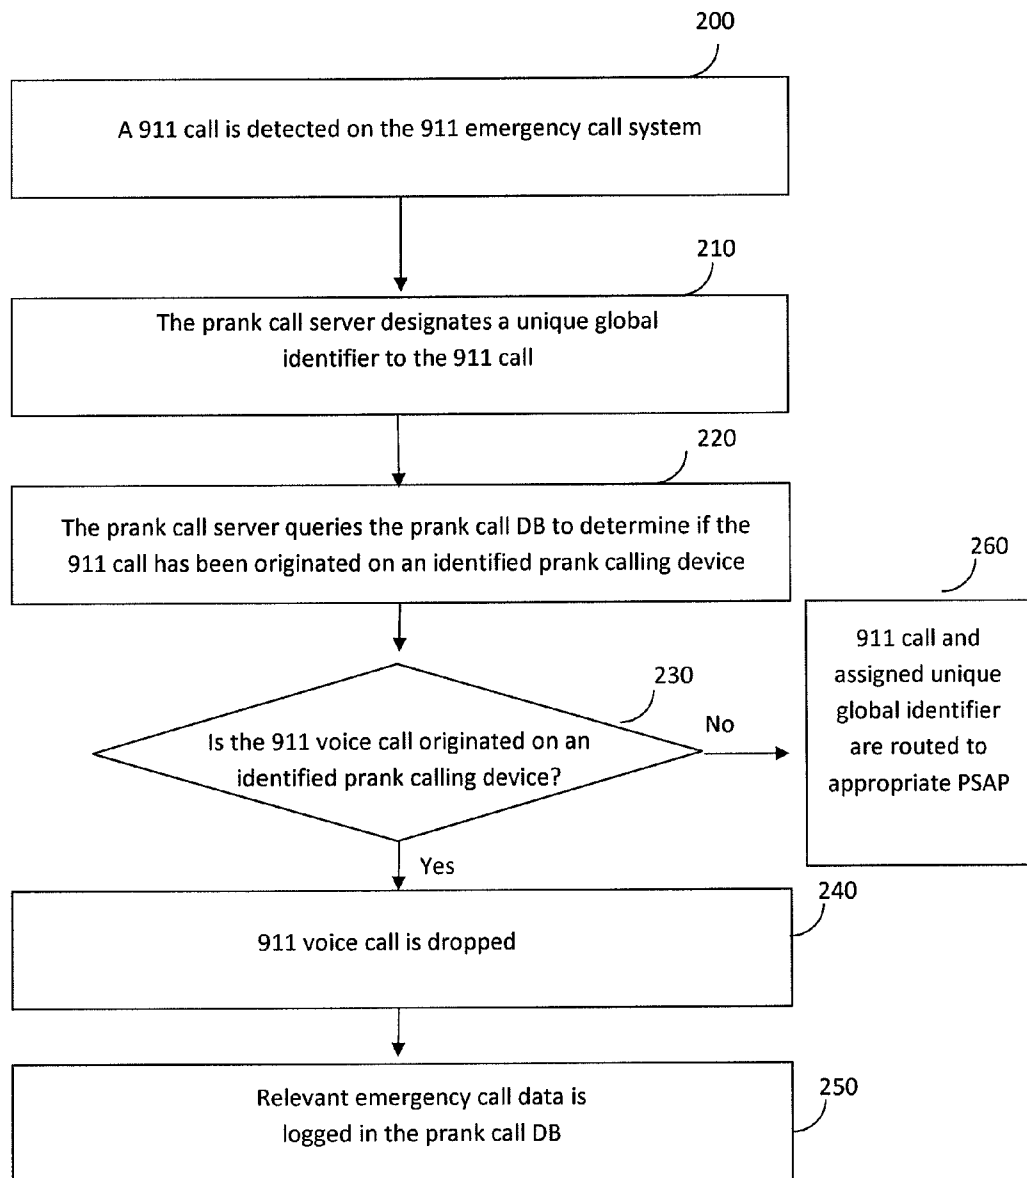 200
A 911 call is detected on the 911 emergency call system
210
The prank call server designates a unique global
identifier to the 911 call
220
The prank call server queries the prank call DB to determine if the
911 call has been originated on an identified prank calling device
260
911 call and
assigned unique
global identifier
are routed to
appropriate PSAP
230
No
Is the 911 voice call originated on an
identified prank calling device?
Yes
240
911 voice call is dropped
250
Relevant emergency call data is
logged in the prank call DB